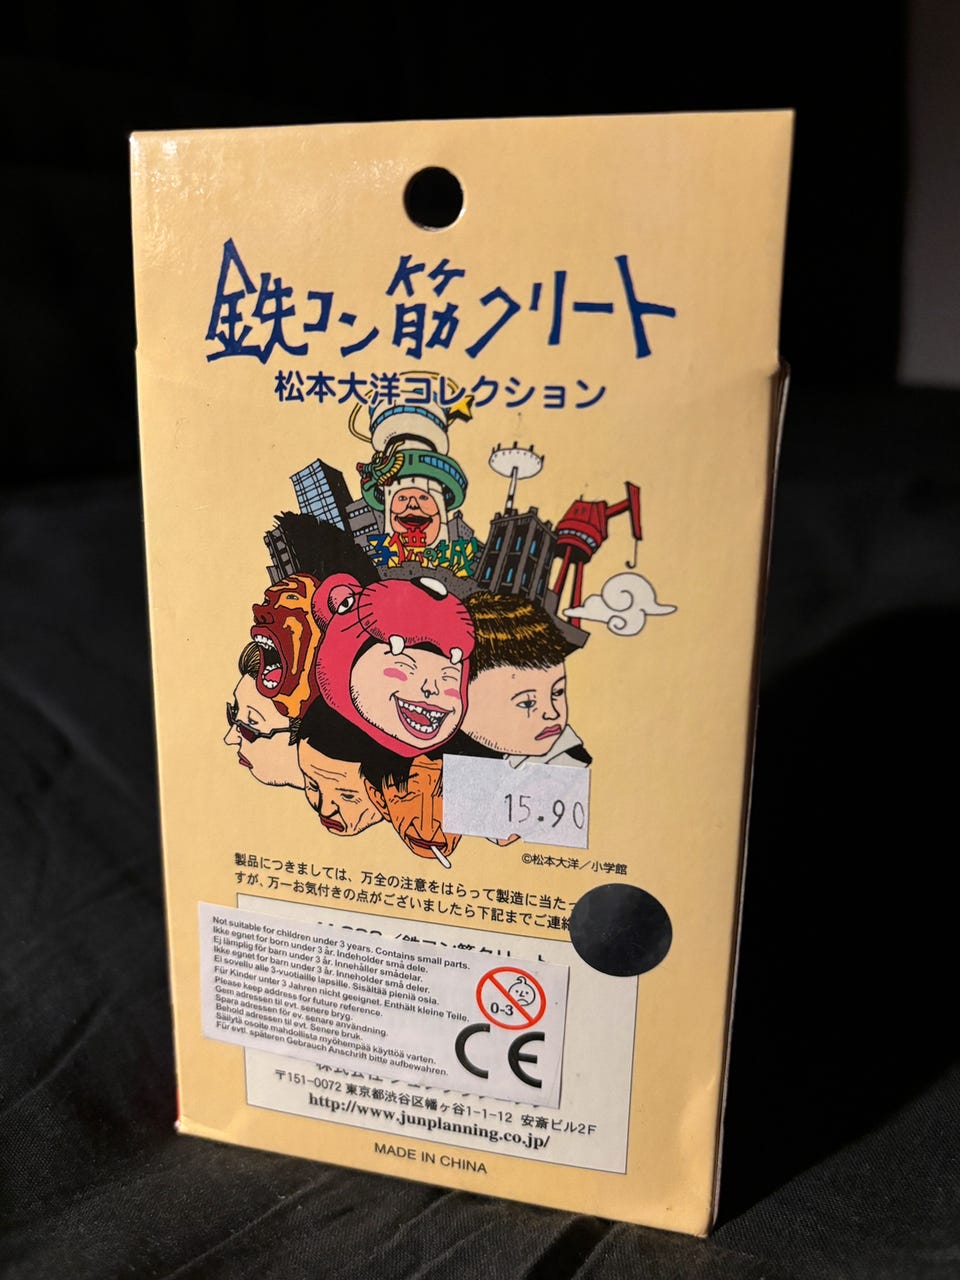 鉄コン筋クリート
松本大洋コレクション
子供の城
15.90
©松本大洋／小学館
製品につきましては、万全の注意をはらって製造に当たっ
すが、万一お気付きの点がございましたら下記までご連絡
Not suitable for children under 3 years. Contains small parts.
Ikke egnet for born under 3 år. Indeholder små dele.
Ej lämplig för barn under 3 år. Innehåller smådelar.
Ikke egnet for barn under 3 år. Inneholder små deler.
Ei sovellu alle 3-vuotiaille lapsille. Sisältää pieniä osia.
Für Kinder unter 3 Jahren nicht geeignet. Enthält kleine Teile.
Please keep address for future reference.
Gem adressen til evt. senere bryg.
Spara adressen för ev. senare användning.
Behold adressen til evt. Senere bruk.
Säilytä osoite mahdollista myöhempää käyttöä varten.
Für evtl. späteren Gebrauch Anschrift bitte aufbewahren.
0-3
CE
〒151-0072 東京都渋谷区幡ヶ谷1-1-12 安斎ビル2F
http://www.junplanning.co.jp/
MADE IN CHINA